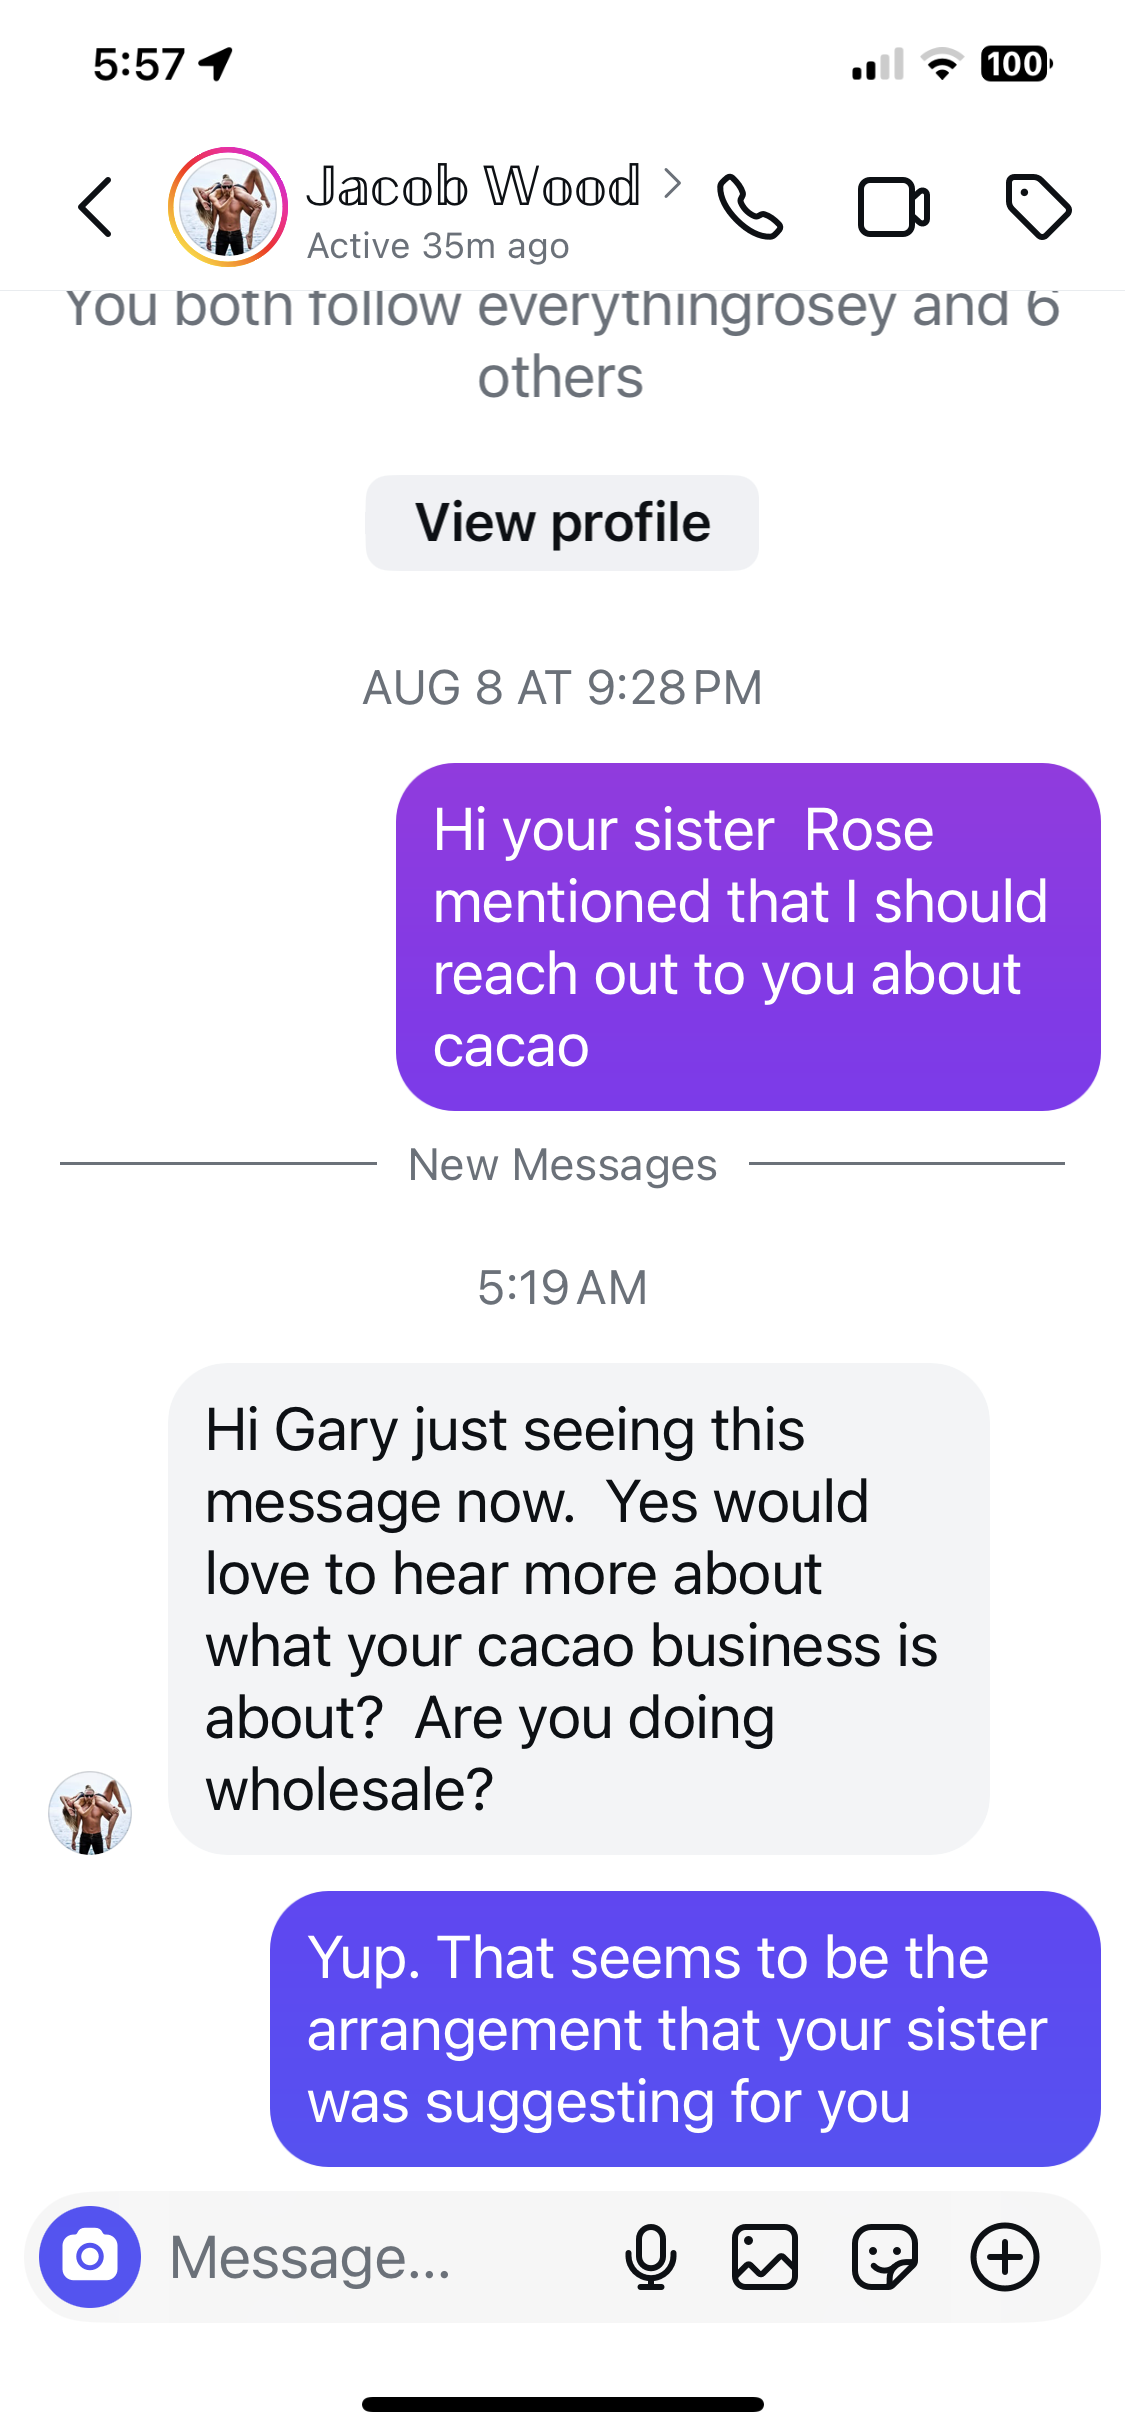 5:57
100
Jacob Wood
Active 35m ago
You both follow everythingrosey and 6
others
View profile
AUG 8 AT 9:28 PM
Hi your sister  Rose
mentioned that I should
reach out to you about
cacao
New Messages
5:19 AM
Hi Gary just seeing this
message now.  Yes would
love to hear more about
what your cacao business is
about?  Are you doing
wholesale?
Yup. That seems to be the
arrangement that your sister
was suggesting for you
Message...